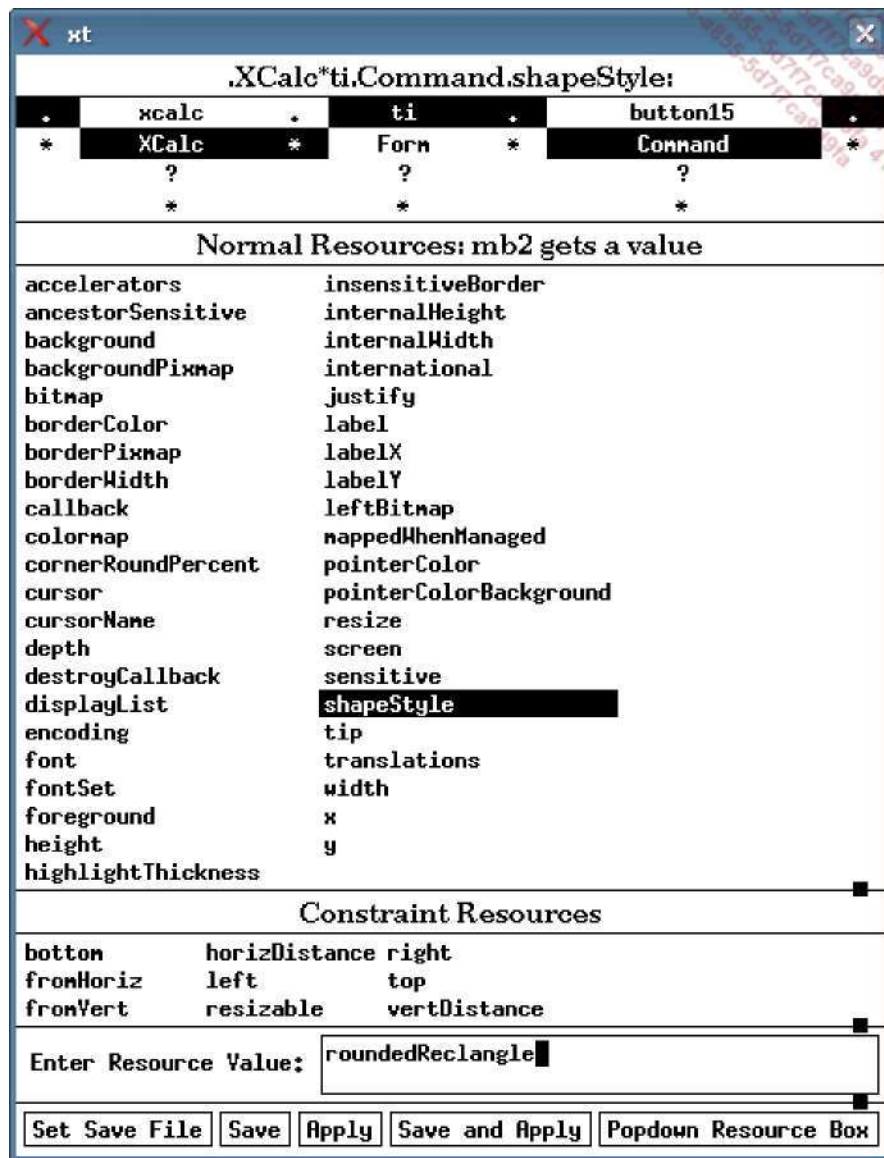 xt
.XCalc*ti.Command.shapeStyle:
. xcalc . ti . button15 .
* XCalc * Form * Command *
? ? ?
* * *
Normal Resources: mb2 gets a value
accelerators insensitiveBorder
ancestorSensitive internalHeight
background internalWidth
backgroundPixmap international
bitmap justify
borderColor label
borderPixmap labelX
borderWidth labelY
callback leftBitmap
colormap mappedWhenManaged
cornerRoundPercent pointerColor
cursor pointerColorBackground
cursorName resize
depth screen
destroyCallback sensitive
displayList shapeStyle
encoding tip
font translations
fontSet width
foreground x
height y
highlightThickness
Constraint Resources
bottom horizDistance right
fromHoriz left top
fromVert resizable vertDistance
Enter Resource Value: roundedReclangle
Set Save File Save Apply Save and Apply Popdown Resource Box